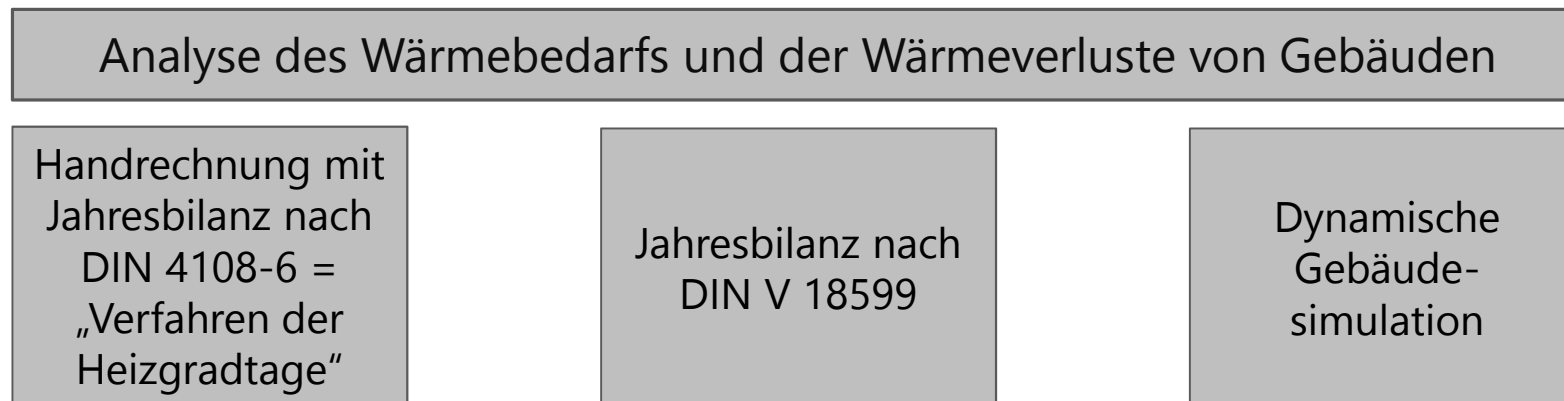 Analyse des Wärmebedarfs und der Wärmeverluste von Gebäuden
Handrechnung mit
Jahresbilanz nach
DIN 4108-6 =
„Verfahren der
Heizgradtage“
Jahresbilanz nach
DIN V 18599
Dynamische
Gebäude-
simulation